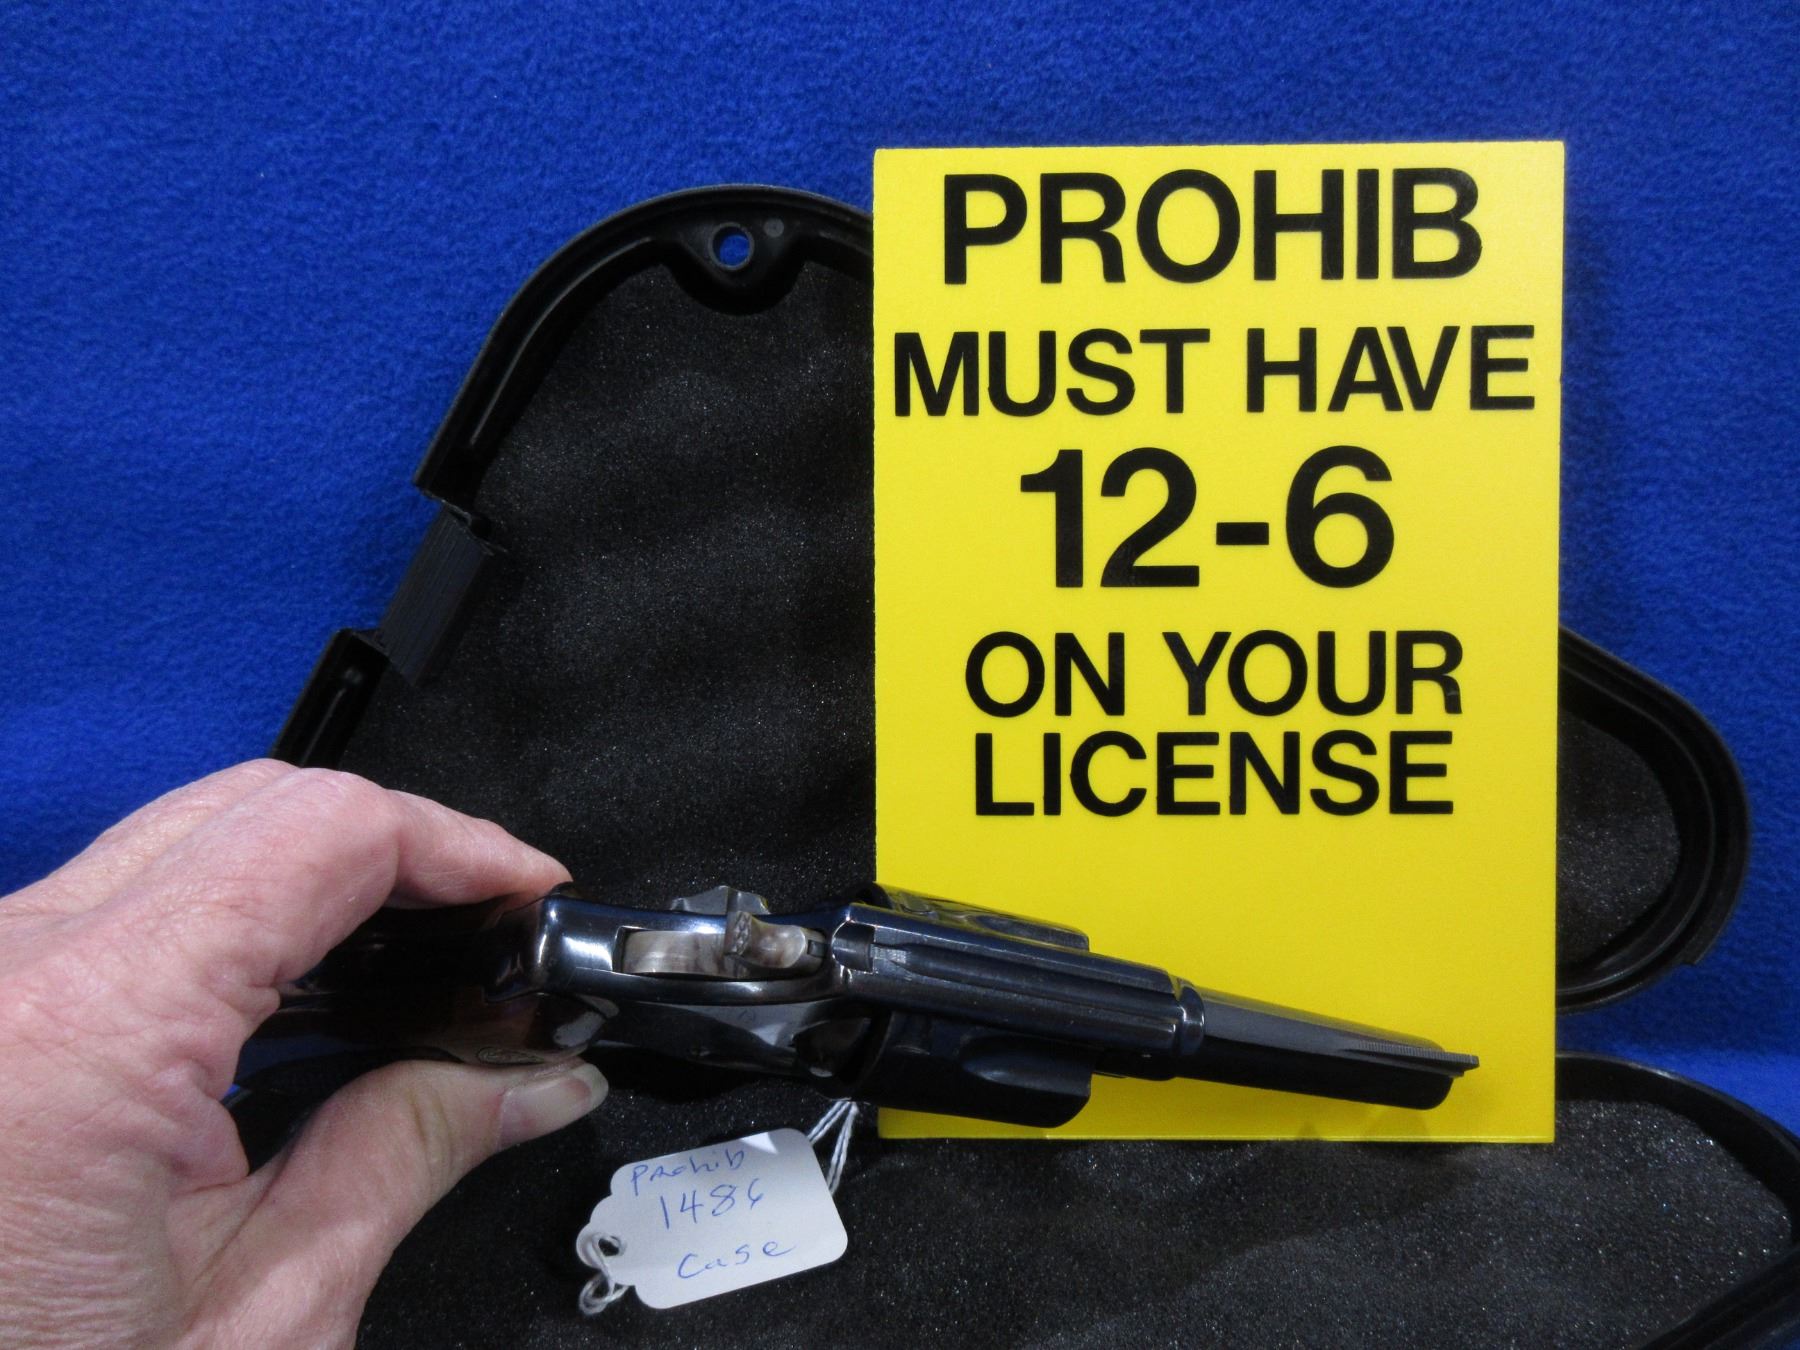 PROHIB
MUST HAVE
12-6
ON YOUR
LICENSE
Prohib
1486
Case